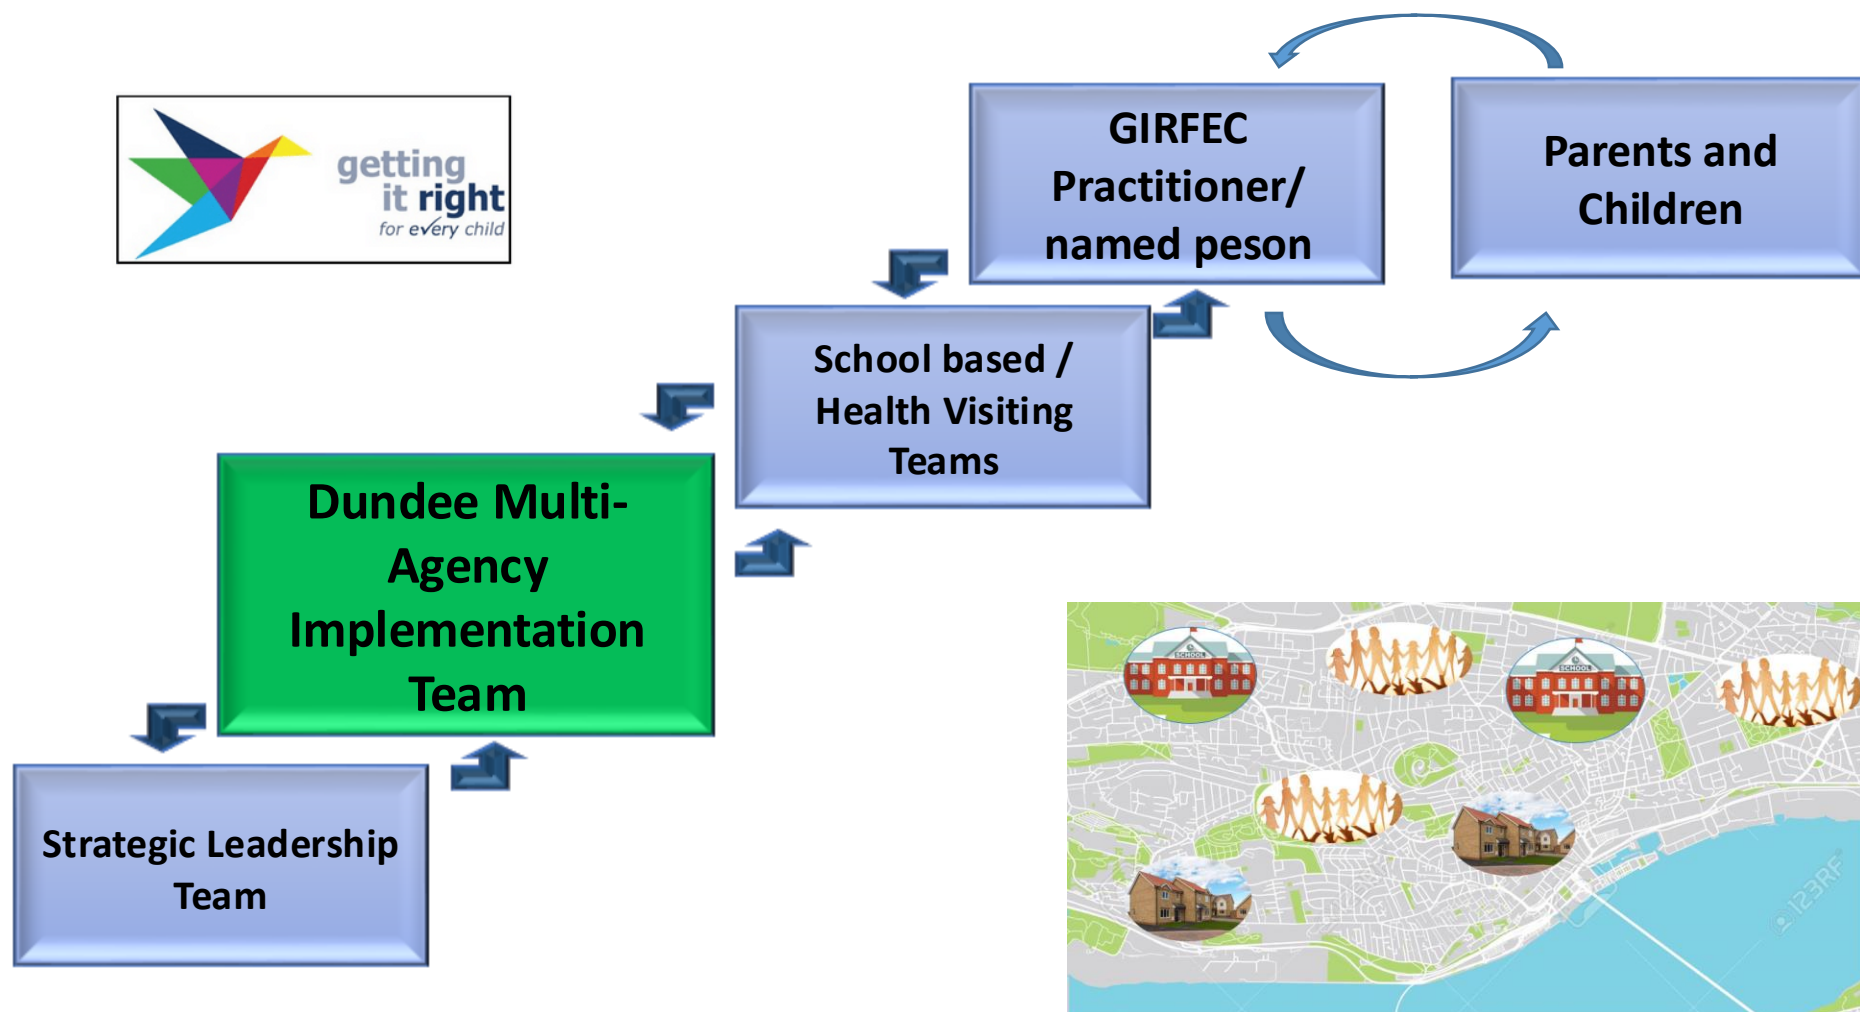 getting
it right
for every child
GIRFEC
Practitioner/
named peson
Parents and
Children
School based /
Health Visiting
Teams
Dundee Multi-
Agency
Implementation
Team
Strategic Leadership
Team
SCHOOL
SCHOOL
123RF